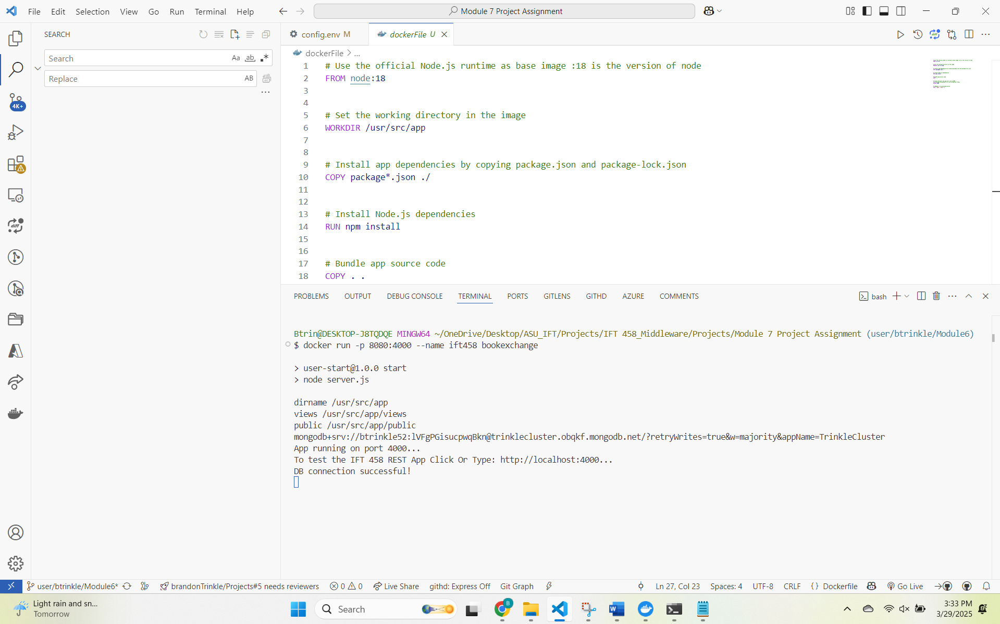 File Edit Selection View Go Run Terminal Help
Module 7 Project Assignment
SEARCH
Search
Aa ab .*
Replace
AB
4K+
diff
config.env M
dockerFile U
dockerFile > ...
1 # Use the official Node.js runtime as base image :18 is the version of node
2 FROM node:18
3
4
5 # Set the working directory in the image
6 WORKDIR /usr/src/app
7
8
9 # Install app dependencies by copying package.json and package-lock.json
10 COPY package*.json ./
11
12
13 # Install Node.js dependencies
14 RUN npm install
15
16
17 # Bundle app source code
18 COPY . .
PROBLEMS OUTPUT DEBUG CONSOLE TERMINAL PORTS GITLENS GITHD AZURE COMMENTS
bash
Btrin@DESKTOP-J8TQDQE MINGW64 ~/OneDrive/Desktop/ASU_IFT/Projects/IFT 458_Middleware/Projects/Module 7 Project Assignment (user/btrinkle/Module6)
$ docker run -p 8080:4000 --name ift458 bookexchange
> user-start@1.0.0 start
> node server.js
dirname /usr/src/app
views /usr/src/app/views
public /usr/src/app/public
mongodb+srv://btrinkle52:lVFgPGisucpwqBkn@trinklecluster.obqkf.mongodb.net/?retryWrites=true&w=majority&appName=TrinkleCluster
App running on port 4000...
To test the IFT 458 REST App Click Or Type: http://localhost:4000...
DB connection successful!
user/btrinkle/Module6* brandonTrinkle/Projects#5 needs reviewers 0 0 Live Share githd: Express Off Git Graph
Ln 27, Col 23 Spaces: 4 UTF-8 CRLF {} Dockerfile Go Live
Light rain and sn...
Tomorrow
Search
B
3:33 PM
3/29/2025